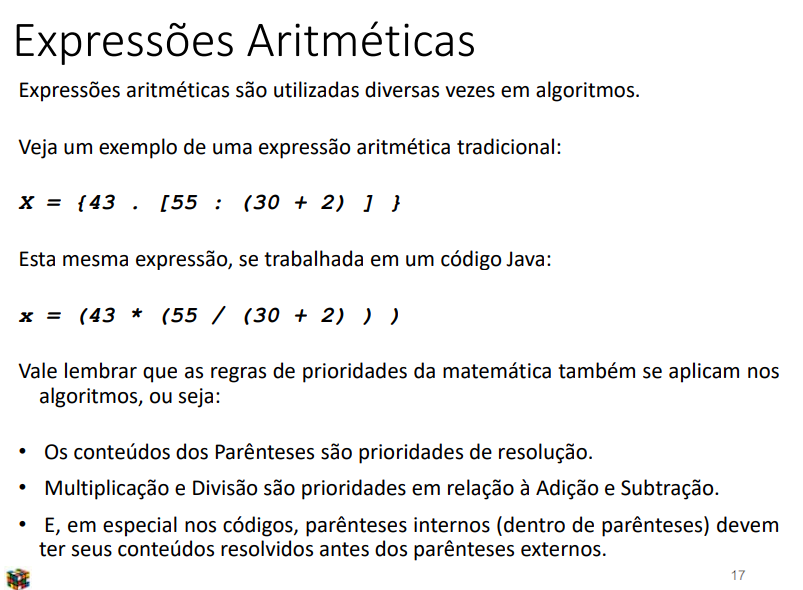 Expressões Aritméticas
Expressões aritméticas são utilizadas diversas vezes em algoritmos.
Veja um exemplo de uma expressão aritmética tradicional:
X = {43 . [55 : (30 + 2) ] }
Esta mesma expressão, se trabalhada em um código Java:
x = (43 * (55 / (30 + 2) ) )
Vale lembrar que as regras de prioridades da matemática também se aplicam nos
algoritmos, ou seja:
• Os conteúdos dos Parênteses são prioridades de resolução.
• Multiplicação e Divisão são prioridades em relação à Adição e Subtração.
• E, em especial nos códigos, parênteses internos (dentro de parênteses) devem
ter seus conteúdos resolvidos antes dos parênteses externos.
17